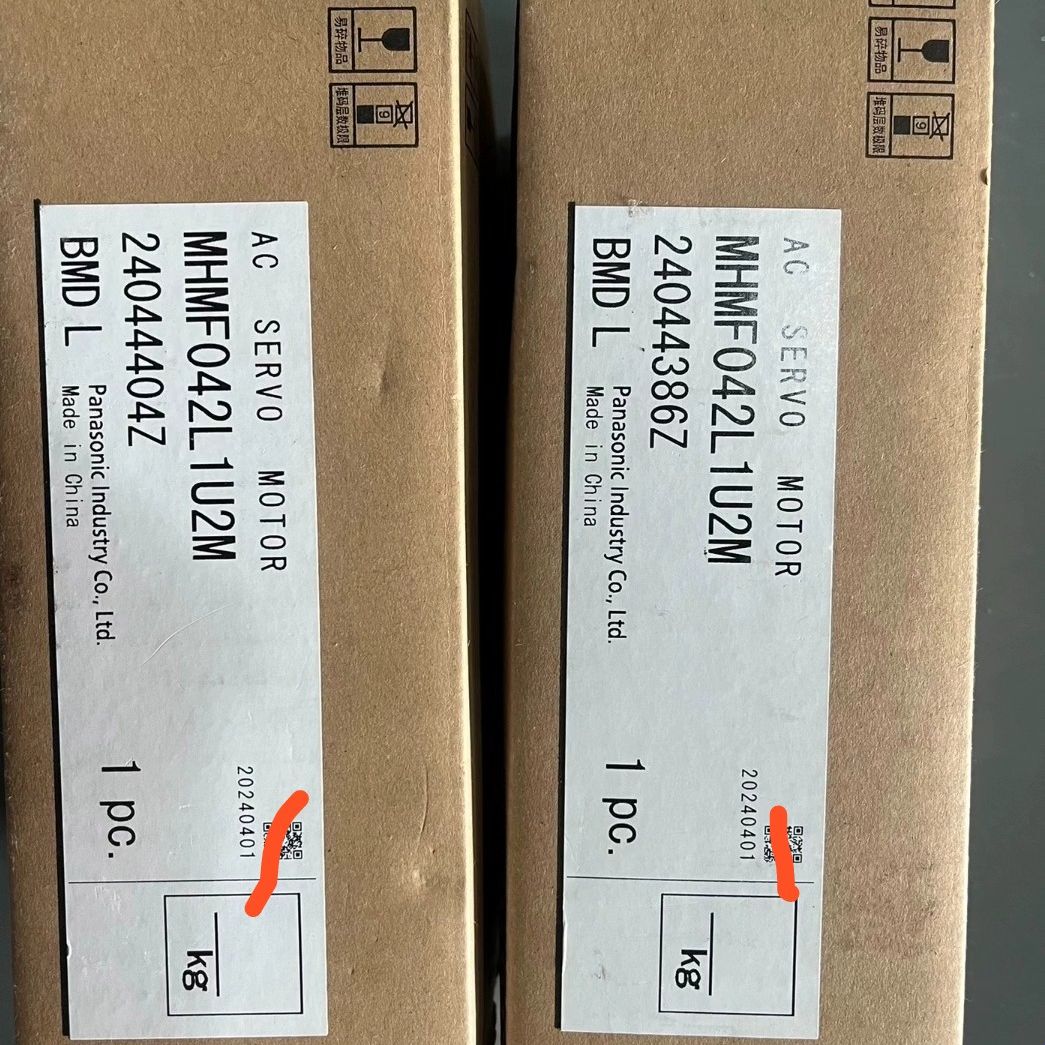 易碎物品
6
堆码层数极限
AC SERVO MOTOR
MHMF042L1U2M
24044404Z
BMD L
Panasonic Industry Co., Ltd.
Made in China
20240401
1 pc.
kg
易碎物品
6
堆码层数极限
AC SERVO MOTOR
MHMF042L1U2M
24044386Z
BMD L
Panasonic Industry Co., Ltd.
Made in China
20240401
1 pc.
kg